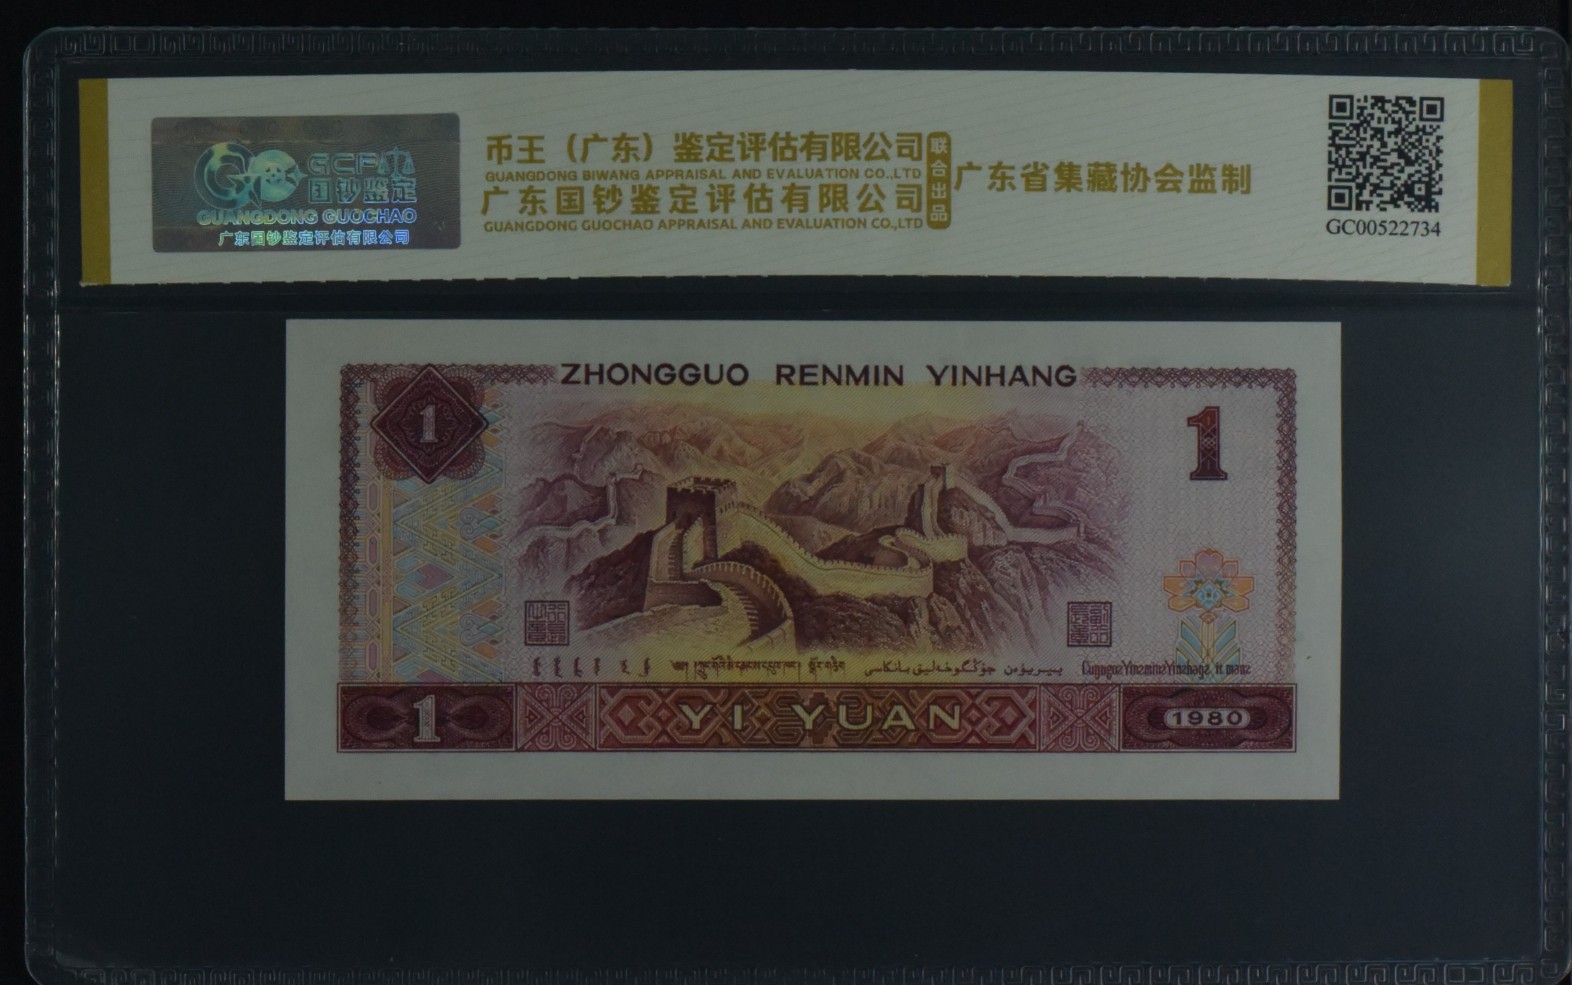 GCFA
国钞鉴定
GUANGDONG GUOCHAO
广东国钞鉴定评估有限公司
币王（广东）鉴定评估有限公司
GUANGDONG BIWANG APPRAISAL AND EVALUATION CO.,LTD
广东国钞鉴定评估有限公司
GUANGDONG GUOCHAO APPRAISAL AND EVALUATION CO.,LTD
联合出品
广东省集藏协会监制
GC00522734
ZHONGGUO RENMIN YINHANG
1
1
1
YI YUAN
1980